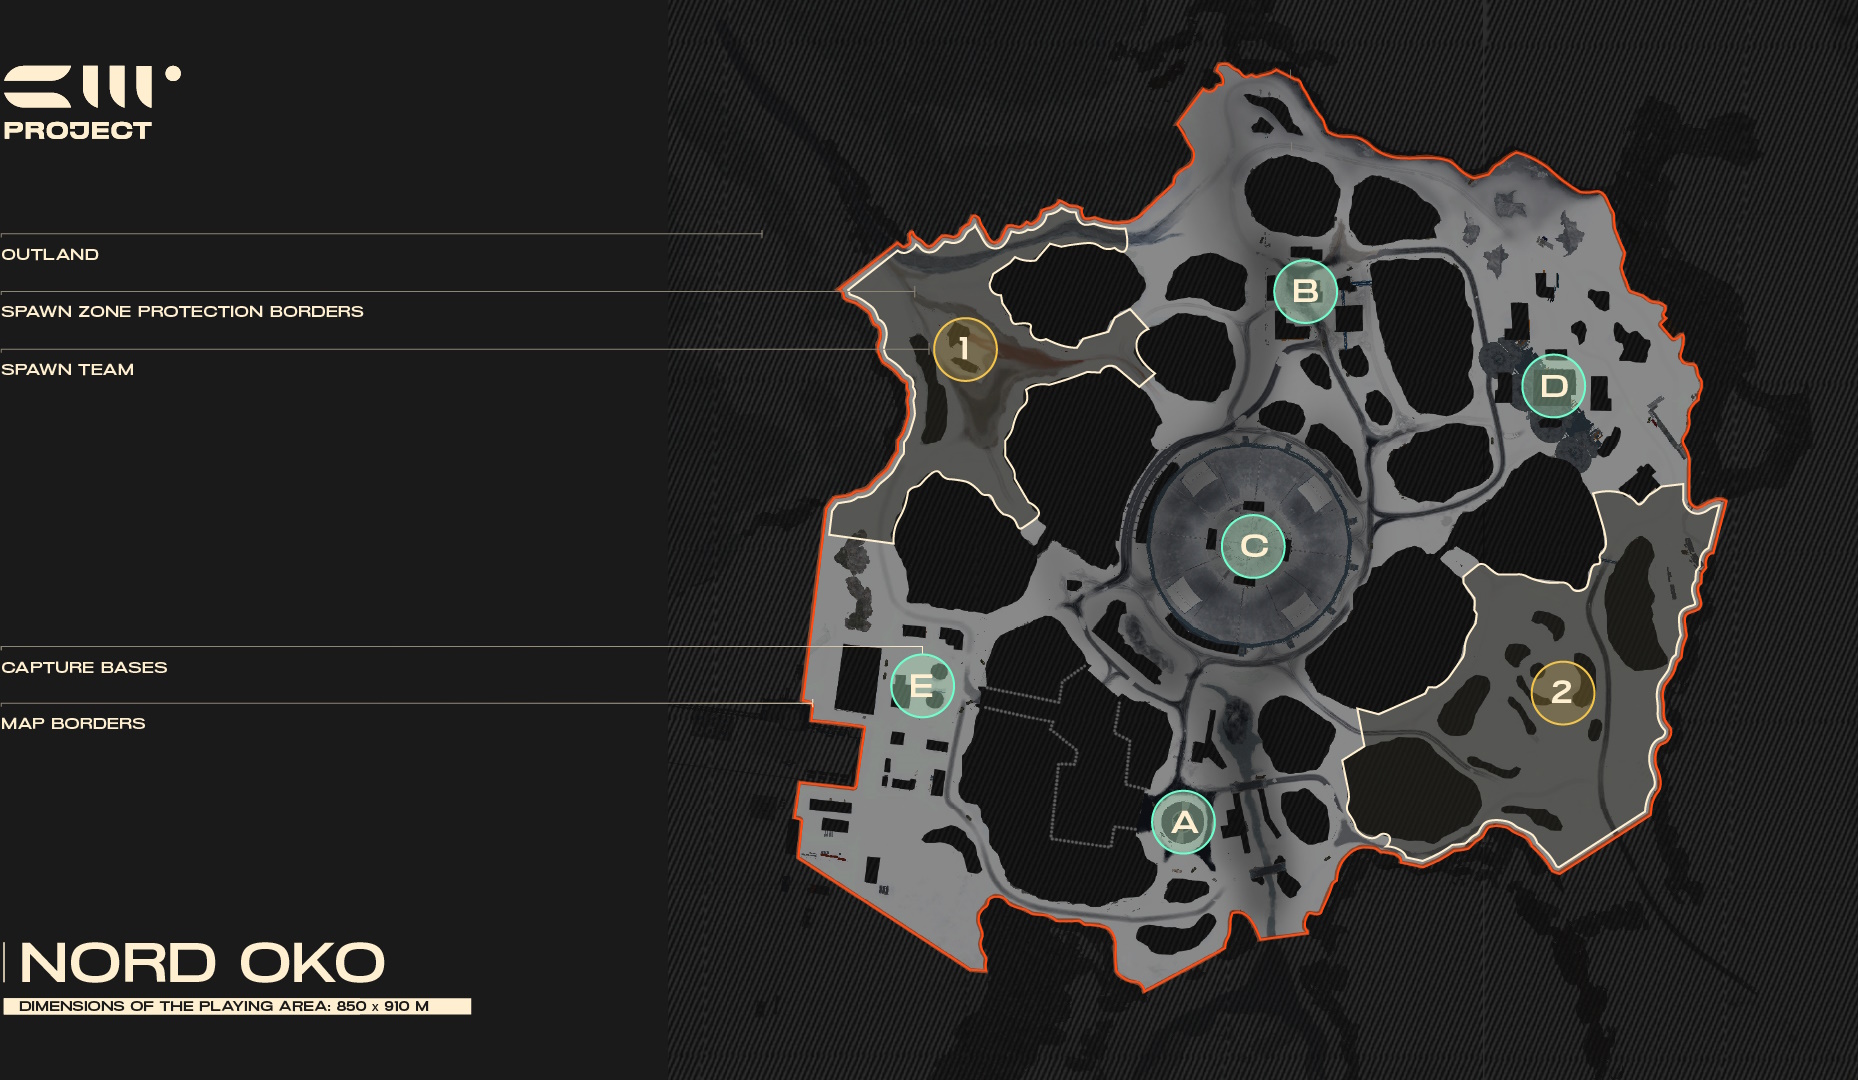 PROJECT
OUTLAND
SPAWN ZONE PROTECTION BORDERS
SPAWN TEAM
CAPTURE BASES
MAP BORDERS
NORD OKO
DIMENSIONS OF THE PLAYING AREA: 850 x 910 M
B
1
D
C
E
2
A